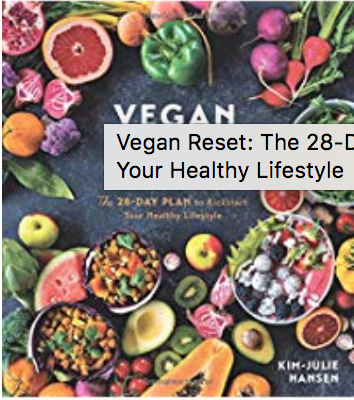 VEGAN
Vegan Reset: The 28-D
Your Healthy Lifestyle
The 28-DAY PLAN to Kickstart
Your Healthy Lifestyle
KIM-JULIE
HANSEN